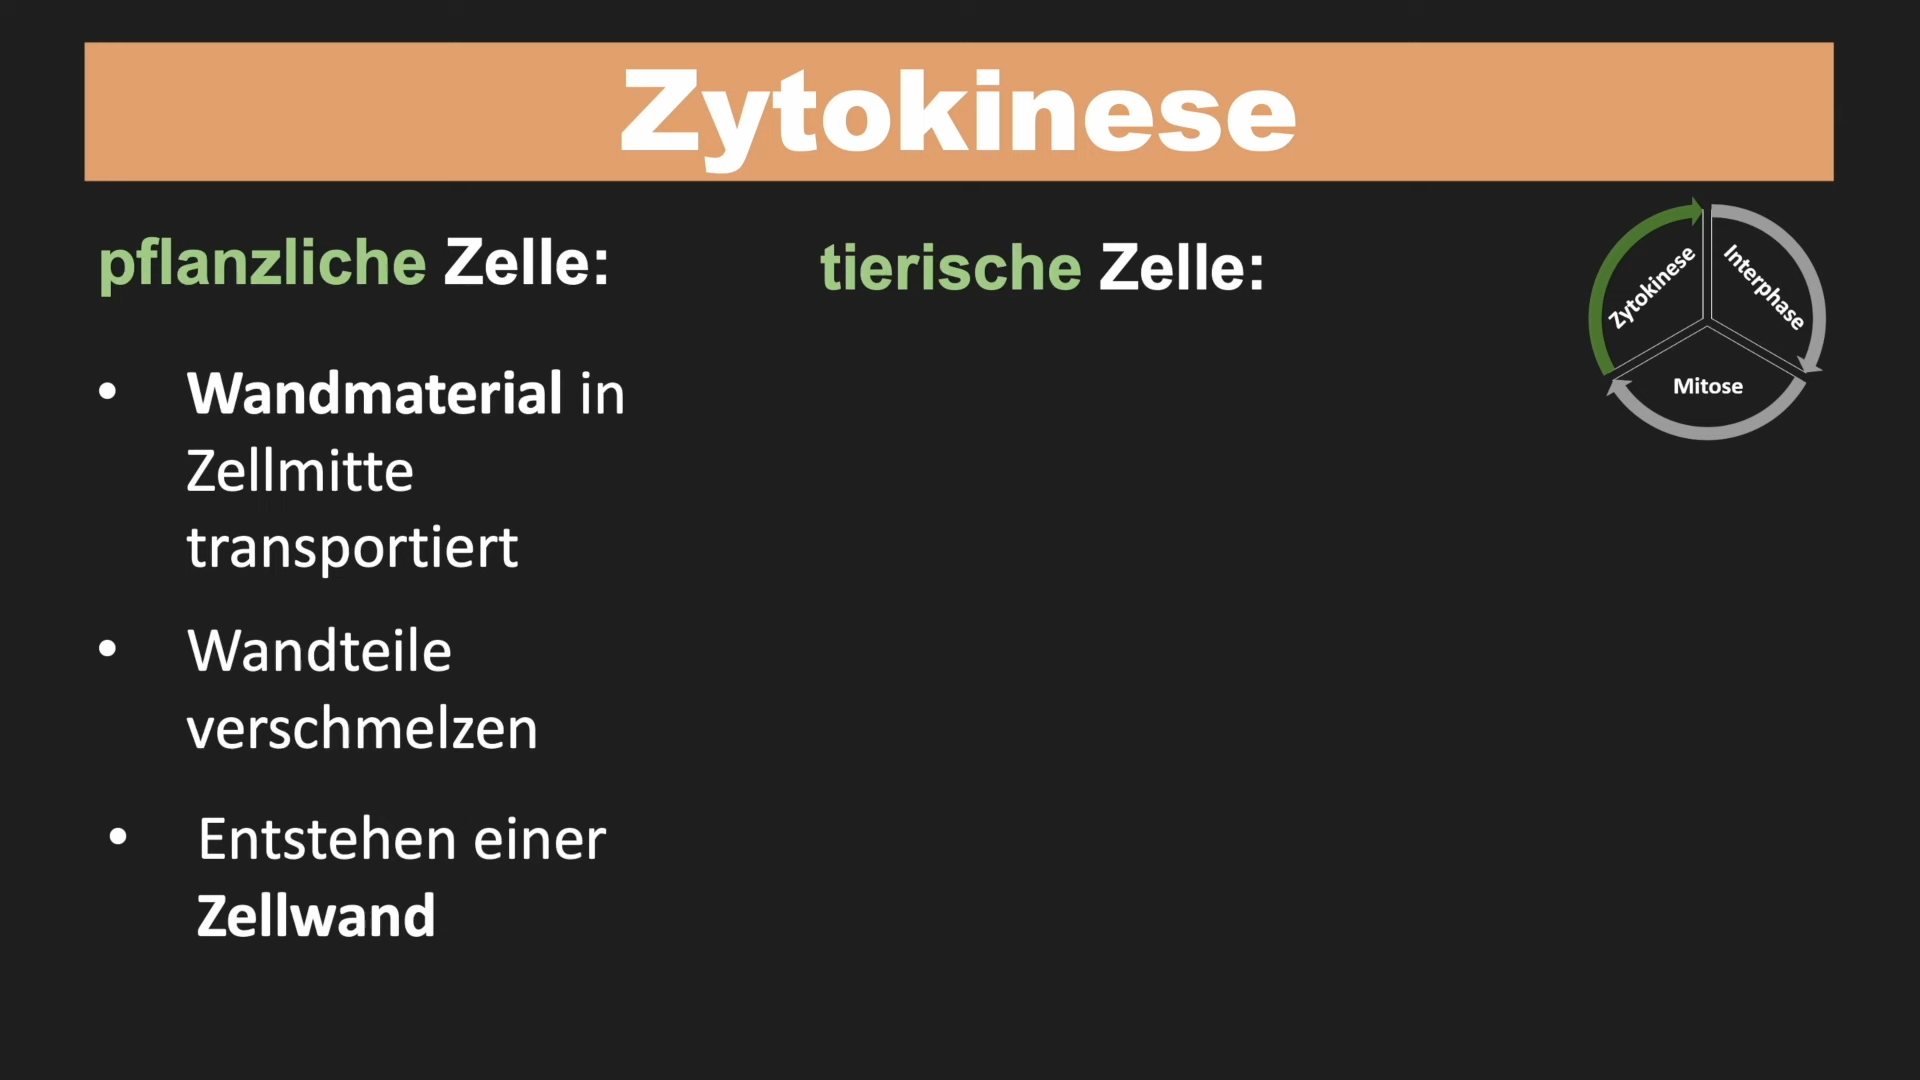 Zytokinese
pflanzliche Zelle:
• Wandmaterial in
Zellmitte
transportiert
• Wandteile
verschmelzen
• Entstehen einer
Zellwand
tierische Zelle:
Zytokinese
Interphase
Mitose